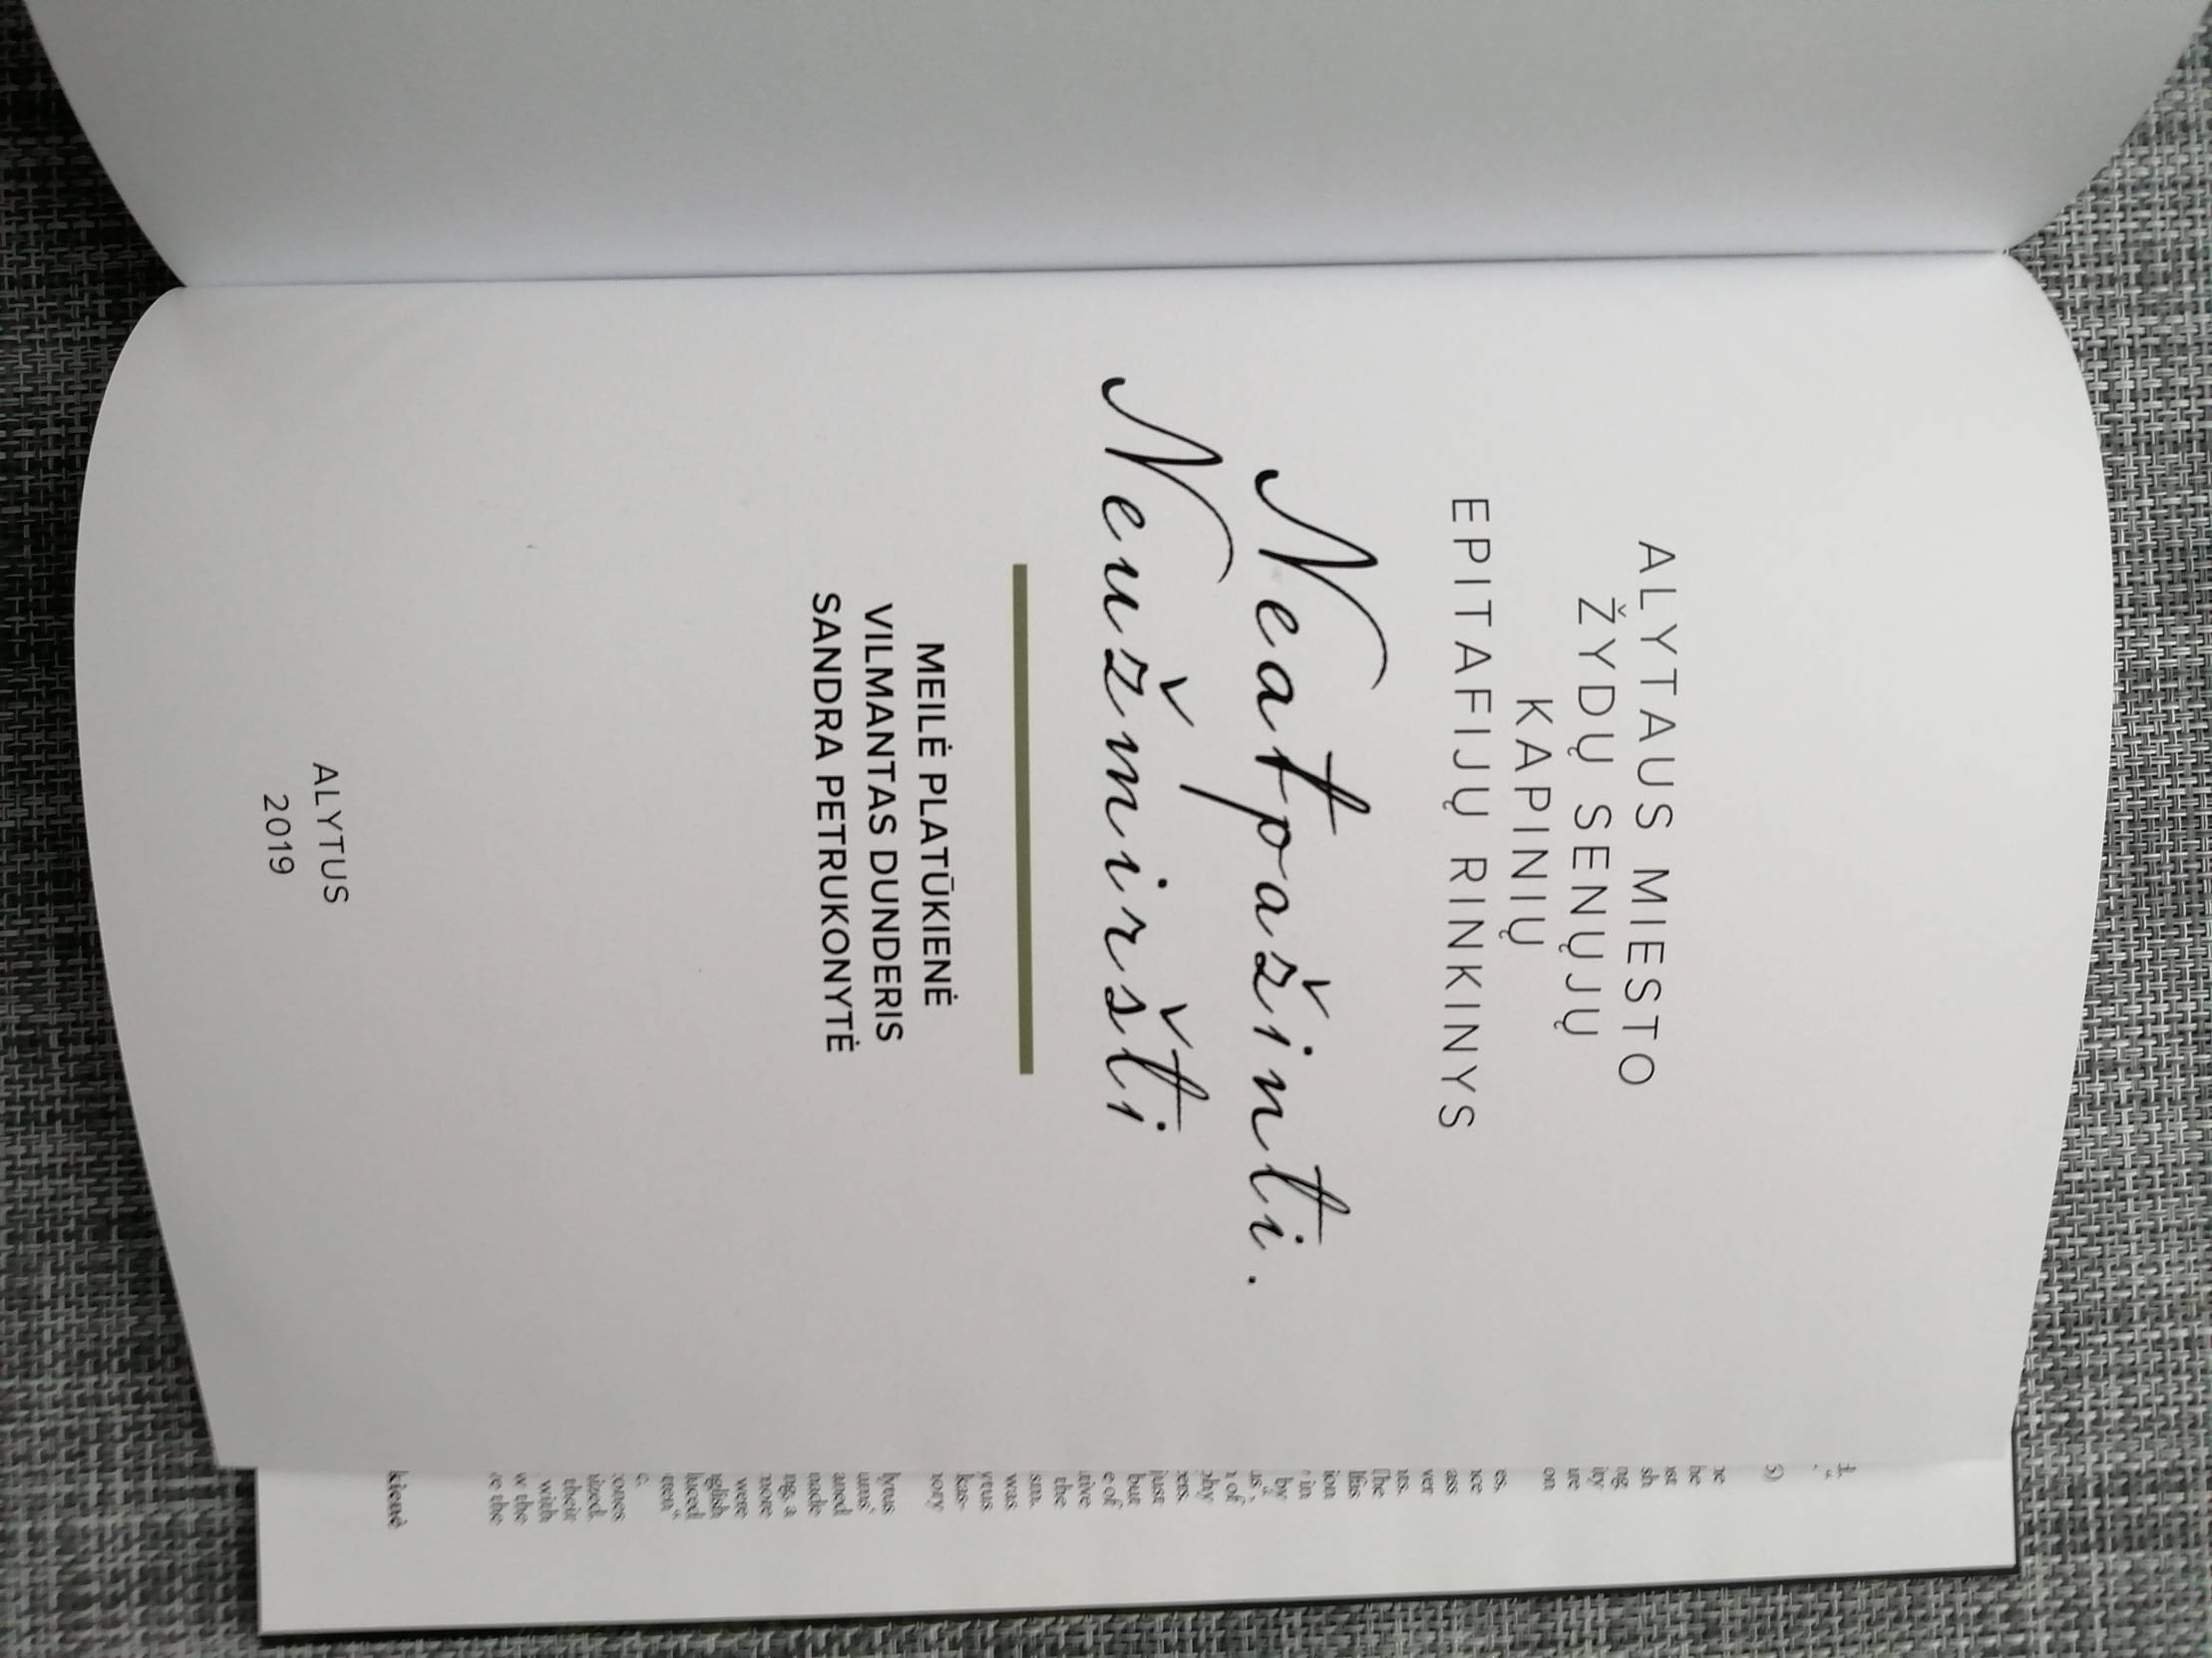 ALYTAUS MIESTO
ŽYDŲ SENŲJŲ
KAPINIŲ
EPITAFIJŲ RINKINYS
Neatpažinti.
Neužmiršti
MEILĖ PLATŪKIENĖ
VILMANTAS DUNDERIS
SANDRA PETRUKONYTĖ
ALYTUS
2019